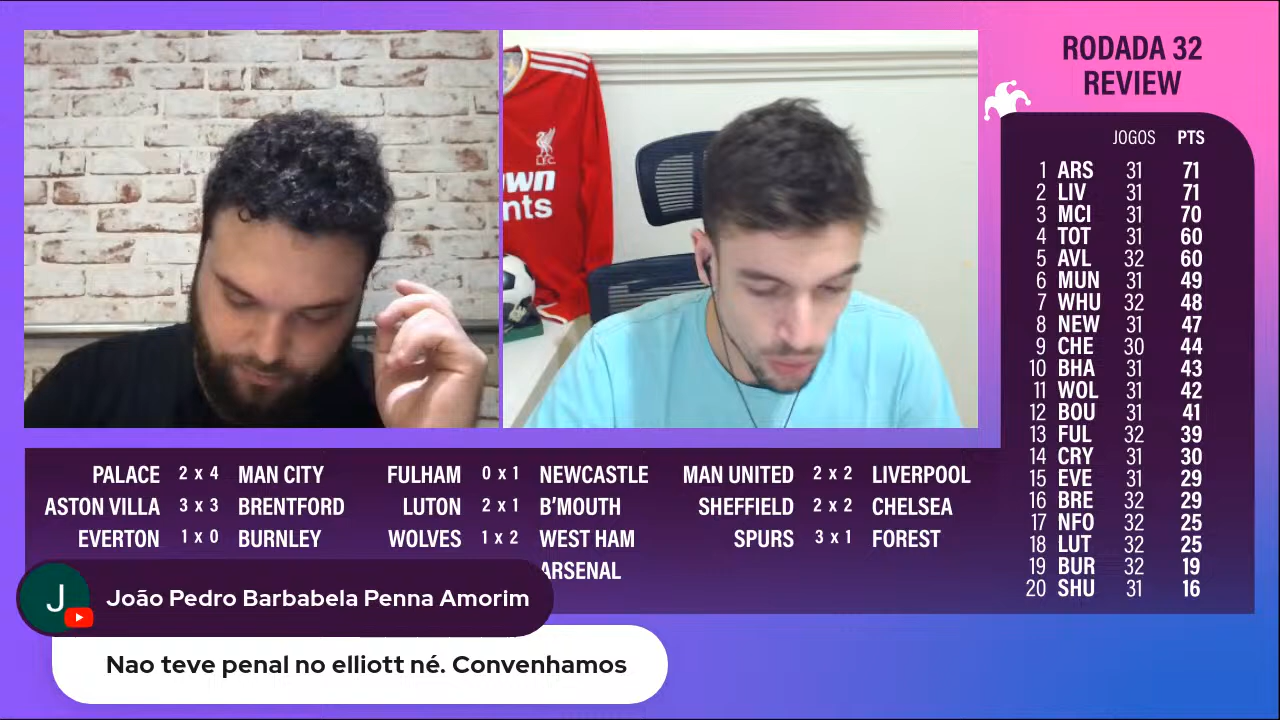 RODADA 32
REVIEW
JOGOS PTS
1 ARS 31 71
2 LIV 31 71
3 MCI 31 70
4 TOT 31 60
5 AVL 32 60
6 MUN 31 49
7 WHU 32 48
8 NEW 31 47
9 CHE 30 44
10 BHA 31 43
11 WOL 31 42
12 BOU 31 41
13 FUL 32 39
14 CRY 31 30
15 EVE 31 29
16 BRE 32 29
17 NFO 32 25
18 LUT 32 25
19 BUR 32 19
20 SHU 31 16
L.F.C.
wn
nts
PALACE 2 x 4 MAN CITY FULHAM 0 x 1 NEWCASTLE MAN UNITED 2 x 2 LIVERPOOL
ASTON VILLA 3 x 3 BRENTFORD LUTON 2 x 1 B'MOUTH SHEFFIELD 2 x 2 CHELSEA
EVERTON 1 x 0 BURNLEY WOLVES 1 x 2 WEST HAM SPURS 3 x 1 FOREST
ARSENAL
J
João Pedro Barbabela Penna Amorim
Nao teve penal no elliott né. Convenhamos